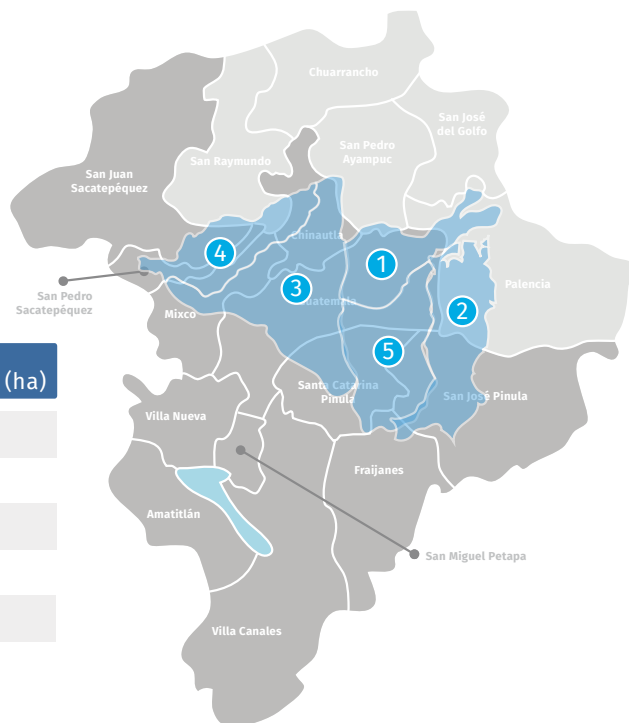 Chuarrancho
San José
del Golfo
San Pedro
Ayampuc
San Raymundo
San Juan
Sacatepéquez
Chinautla
4
1
3
2
Palencia
San Pedro
Sacatepéquez
Mixco
Guatemala
5
(ha)
Santa Catarina
Pinula
San José Pinula
Villa Nueva
Fraijanes
Amatitlán
San Miguel Petapa
Villa Canales